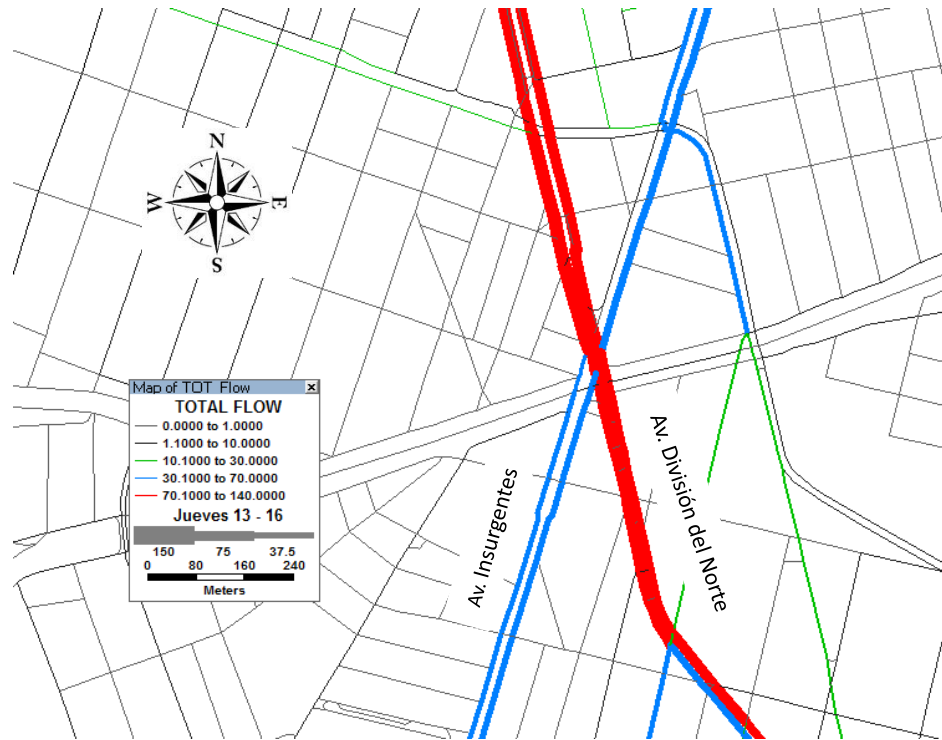 N
W
E
S
Map of TOT_Flow
TOTAL FLOW
0.0000 to 1.0000
1.1000 to 10.0000
10.1000 to 30.0000
30.1000 to 70.0000
70.1000 to 140.0000
Jueves 13 - 16
150 75 37.5
0 80 160 240
Meters
Av. Insurgentes
Av. División del Norte